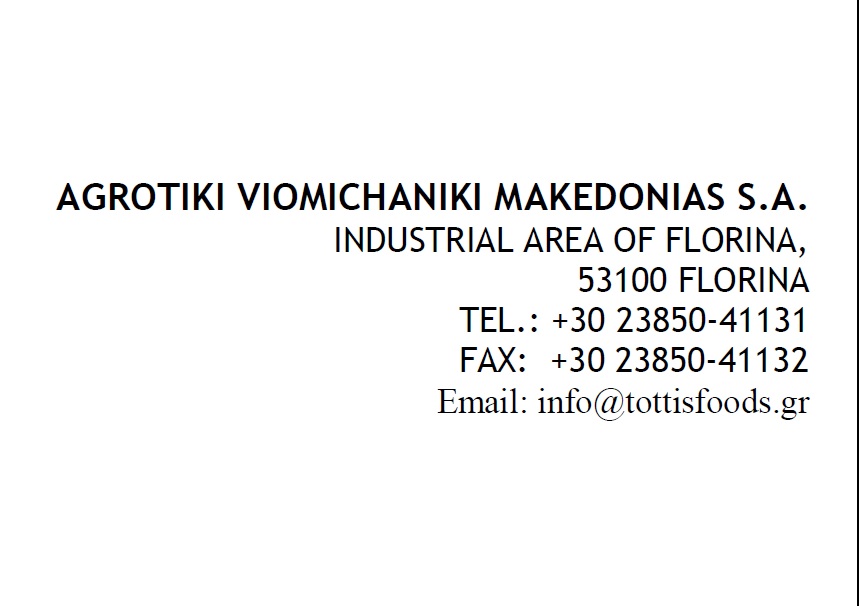 AGROTIKI VIOMICHANIKI MAKEDONIAS S.A.
INDUSTRIAL AREA OF FLORINA,
53100 FLORINA
TEL.: +30 23850-41131
FAX:  +30 23850-41132
Email: info@tottisfoods.gr